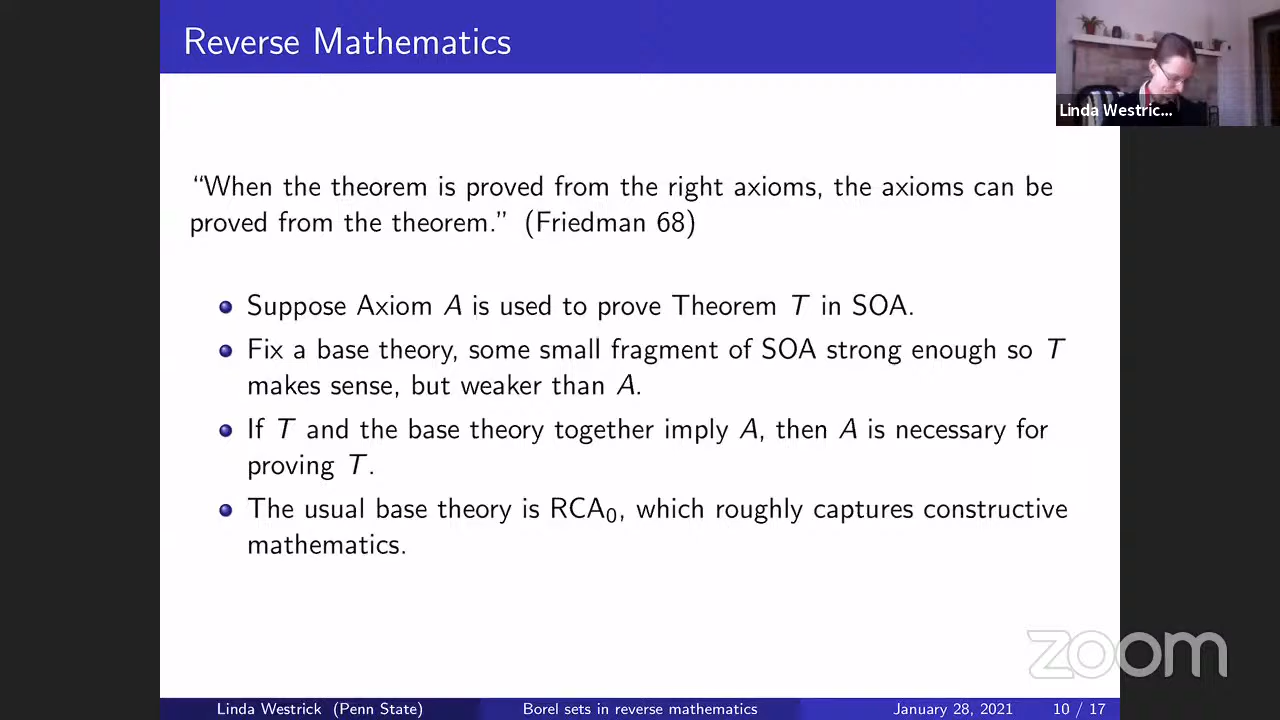 Reverse Mathematics
Linda Westric...
“When the theorem is proved from the right axioms, the axioms can be
proved from the theorem.” (Friedman 68)
Suppose Axiom A is used to prove Theorem T in SOA.
Fix a base theory, some small fragment of SOA strong enough so T
makes sense, but weaker than A.
If T and the base theory together imply A, then A is necessary for
proving T.
The usual base theory is RCA₀, which roughly captures constructive
mathematics.
zoom
Linda Westrick (Penn State) Borel sets in reverse mathematics January 28, 2021 10 / 17